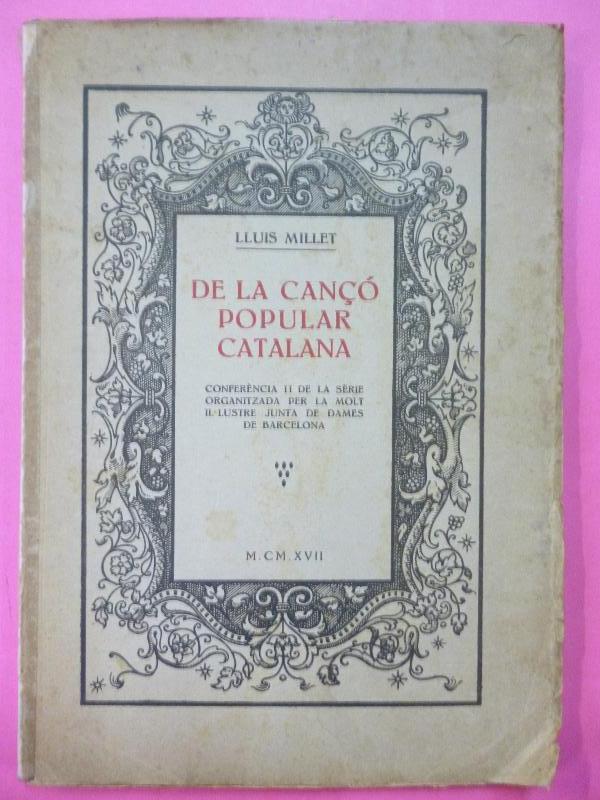 LLUIS MILLET
DE LA CANÇÓ
POPULAR
CATALANA
CONFERÈNCIA II DE LA SÈRIE
ORGANITZADA PER LA MOLT
IL·LUSTRE JUNTA DE DAMES
DE BARCELONA
M.CM.XVII